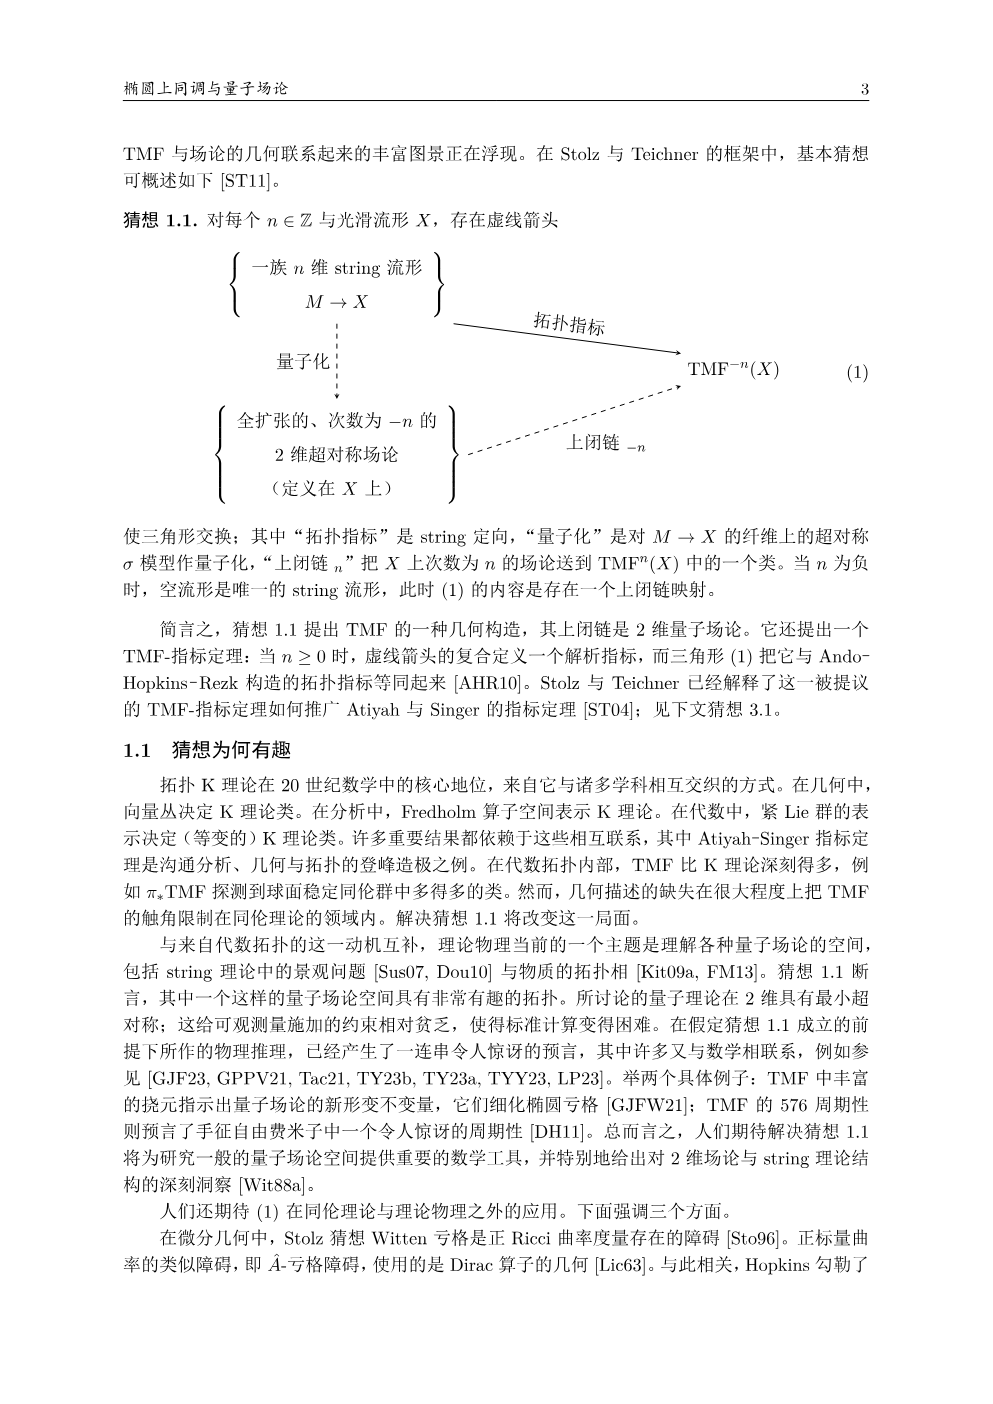 椭圆上同调与量子场论 3
TMF 与场论的几何联系起来的丰富图景正在浮现。在 Stolz 与 Teichner 的框架中，基本猜想
可概述如下 [ST11]。
猜想 1.1. 对每个 n ∈ ℤ 与光滑流形 X，存在虚线箭头
一族 n 维 string 流形
M → X
拓扑指标
量子化
TMF⁻ⁿ(X) (1)
全扩张的、次数为 −n 的
2 维超对称场论
（定义在 X 上）
上闭链 ₋ₙ
使三角形交换；其中“拓扑指标”是 string 定向，“量子化”是对 M → X 的纤维上的超对称
σ 模型作量子化，“上闭链 ₙ”把 X 上次数为 n 的场论送到 TMFⁿ(X) 中的一个类。当 n 为负
时，空流形是唯一的 string 流形，此时 (1) 的内容是存在一个上闭链映射。
简言之，猜想 1.1 提出 TMF 的一种几何构造，其上闭链是 2 维量子场论。它还提出一个
TMF-指标定理：当 n ≥ 0 时，虚线箭头的复合定义一个解析指标，而三角形 (1) 把它与 Ando–
Hopkins–Rezk 构造的拓扑指标等同起来 [AHR10]。Stolz 与 Teichner 已经解释了这一被提议
的 TMF-指标定理如何推广 Atiyah 与 Singer 的指标定理 [ST04]；见下文猜想 3.1。
1.1 猜想为何有趣
拓扑 K 理论在 20 世纪数学中的核心地位，来自它与诸多学科相互交织的方式。在几何中，
向量丛决定 K 理论类。在分析中，Fredholm 算子空间表示 K 理论。在代数中，紧 Lie 群的表
示决定（等变的）K 理论类。许多重要结果都依赖于这些相互联系，其中 Atiyah–Singer 指标定
理是沟通分析、几何与拓扑的登峰造极之例。在代数拓扑内部，TMF 比 K 理论深刻得多，例
如 π∗TMF 探测到球面稳定同伦群中多得多的类。然而，几何描述的缺失在很大程度上把 TMF
的触角限制在同伦理论的领域内。解决猜想 1.1 将改变这一局面。
与来自代数拓扑的这一动机互补，理论物理当前的一个主题是理解各种量子场论的空间，
包括 string 理论中的景观问题 [Sus07, Dou10] 与物质的拓扑相 [Kit09a, FM13]。猜想 1.1 断
言，其中一个这样的量子场论空间具有非常有趣的拓扑。所讨论的量子理论在 2 维具有最小超
对称；这给可观测量施加的约束相对贫乏，使得标准计算变得困难。在假定猜想 1.1 成立的前
提下所作的物理推理，已经产生了一连串令人惊讶的预言，其中许多又与数学相联系，例如参
见 [GJF23, GPPV21, Tac21, TY23b, TY23a, TYY23, LP23]。举两个具体例子：TMF 中丰富
的挠元指示出量子场论的新形变不变量，它们细化椭圆亏格 [GJFW21]；TMF 的 576 周期性
则预言了手征自由费米子中一个令人惊讶的周期性 [DH11]。总而言之，人们期待解决猜想 1.1
将为研究一般的量子场论空间提供重要的数学工具，并特别地给出对 2 维场论与 string 理论结
构的深刻洞察 [Wit88a]。
人们还期待 (1) 在同伦理论与理论物理之外的应用。下面强调三个方面。
在微分几何中，Stolz 猜想 Witten 亏格是正 Ricci 曲率度量存在的障碍 [Sto96]。正标量曲
率的类似障碍，即 Â-亏格障碍，使用的是 Dirac 算子的几何 [Lic63]。与此相关，Hopkins 勾勒了